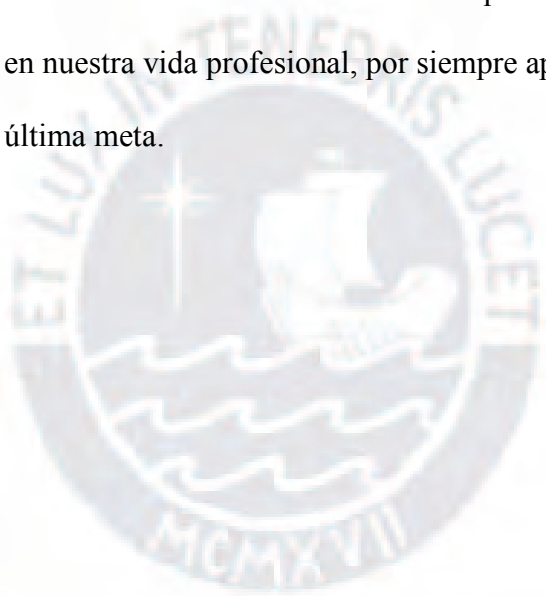 en nuestra vida profesional, por siempre ap
última meta.
ET LUX IN TENEBRIS LUCET
MCMXVII